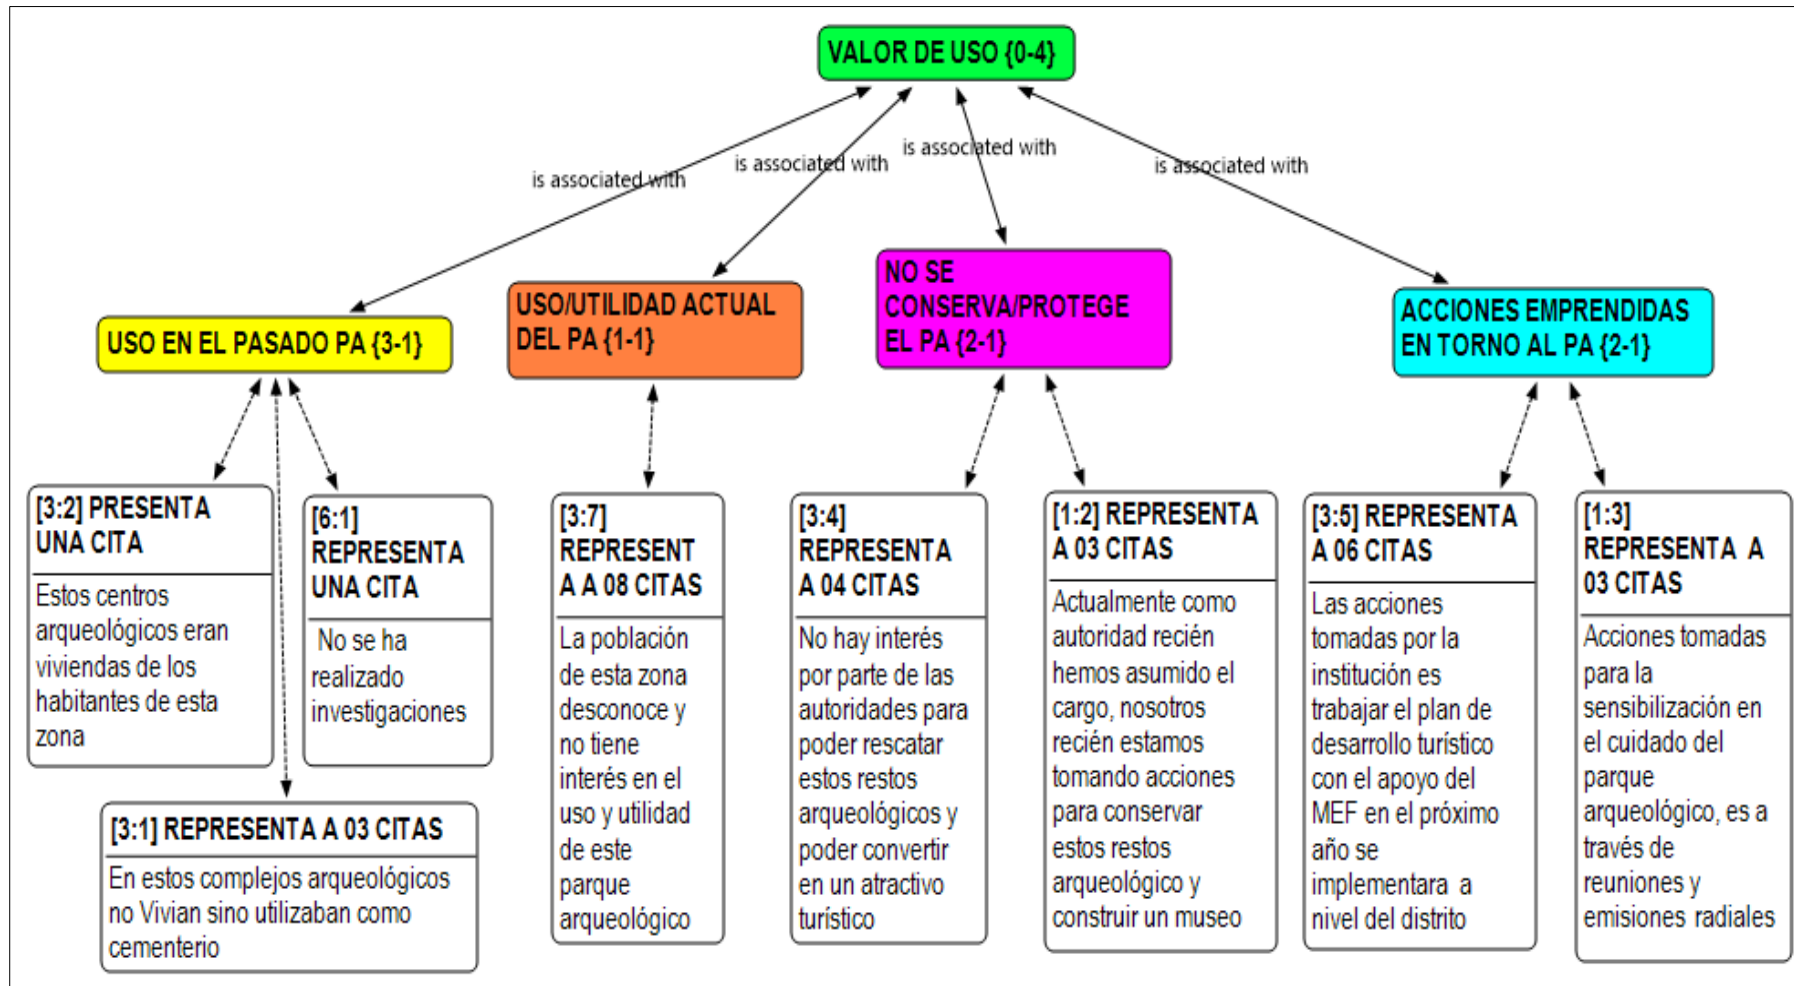 VALOR DE USO {0-4}
is associated with
is associated with
is associated with
is associated with
USO EN EL PASADO PA {3-1}
USO/UTILIDAD ACTUAL
DEL PA {1-1}
NO SE
CONSERVA/PROTEGE
EL PA {2-1}
ACCIONES EMPRENDIDAS
EN TORNO AL PA {2-1}
[3:2] PRESENTA
UNA CITA
Estos centros
arqueológicos eran
viviendas de los
habitantes de esta
zona
[6:1]
REPRESENTA
UNA CITA
No se ha
realizado
investigaciones
[3:1] REPRESENTA A 03 CITAS
En estos complejos arqueológicos
no Vivian sino utilizaban como
cementerio
[3:7]
REPRESENT
A A 08 CITAS
La población
de esta zona
desconoce y
no tiene
interés en el
uso y utilidad
de este
parque
arqueológico
[3:4]
REPRESENTA
A 04 CITAS
No hay interés
por parte de las
autoridades para
poder rescatar
estos restos
arqueológicos y
poder convertir
en un atractivo
turístico
[1:2] REPRESENTA
A 03 CITAS
Actualmente como
autoridad recién
hemos asumido el
cargo, nosotros
recién estamos
tomando acciones
para conservar
estos restos
arqueológico y
construir un museo
[3:5] REPRESENTA
A 06 CITAS
Las acciones
tomadas por la
institución es
trabajar el plan de
desarrollo turístico
con el apoyo del
MEF en el próximo
año se
implementara a
nivel del distrito
[1:3]
REPRESENTA A
03 CITAS
Acciones tomadas
para la
sensibilización en
el cuidado del
parque
arqueológico, es a
través de
reuniones y
emisiones radiales